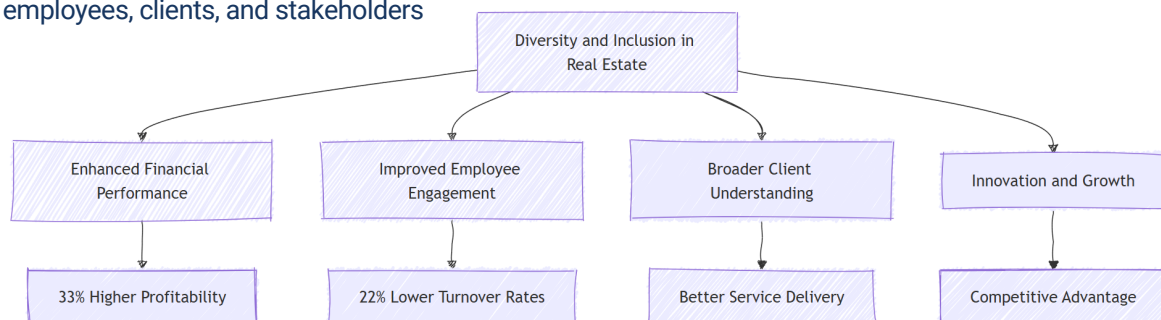 employees, clients, and stakeholders
Diversity and Inclusion in
Real Estate
Enhanced Financial
Performance
Improved Employee
Engagement
Broader Client
Understanding
Innovation and Growth
33% Higher Profitability
22% Lower Turnover Rates
Better Service Delivery
Competitive Advantage